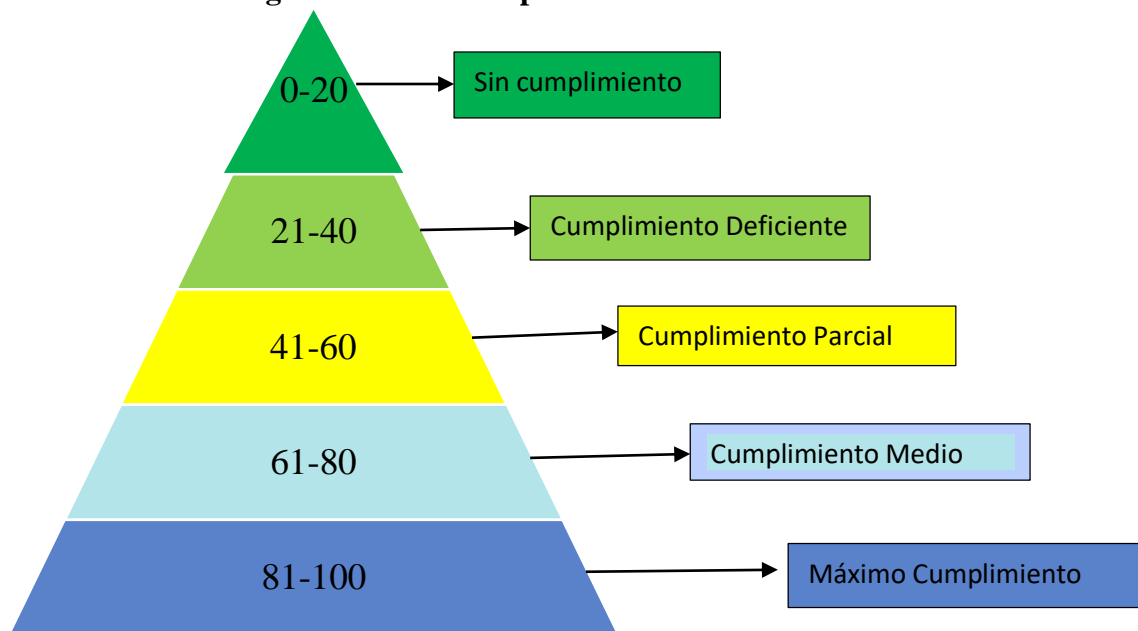 0-20
Sin cumplimiento
21-40
Cumplimiento Deficiente
41-60
Cumplimiento Parcial
61-80
Cumplimiento Medio
81-100
Máximo Cumplimiento